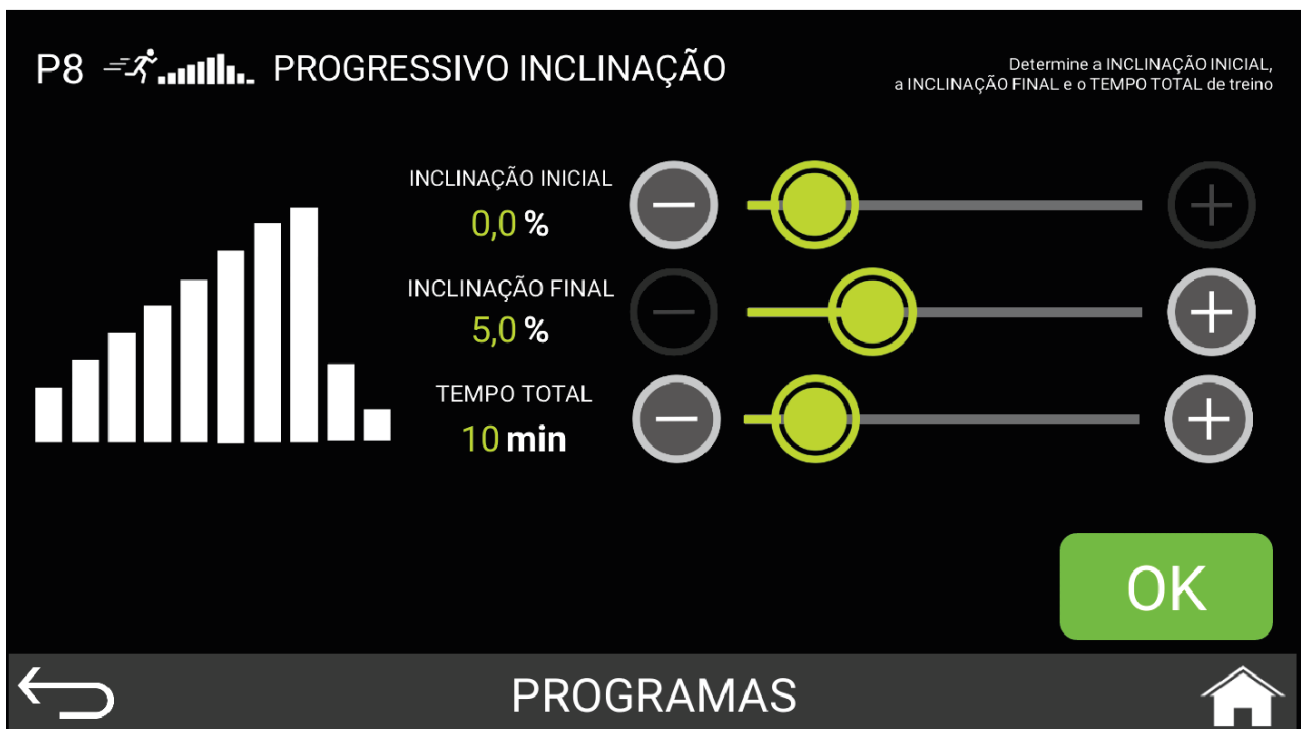 P8 PROGRESSIVO INCLINAÇÃO
Determine a INCLINAÇÃO INICIAL,
a INCLINAÇÃO FINAL e o TEMPO TOTAL de treino
INCLINAÇÃO INICIAL
0,0 %
INCLINAÇÃO FINAL
5,0 %
TEMPO TOTAL
10 min
OK
PROGRAMAS